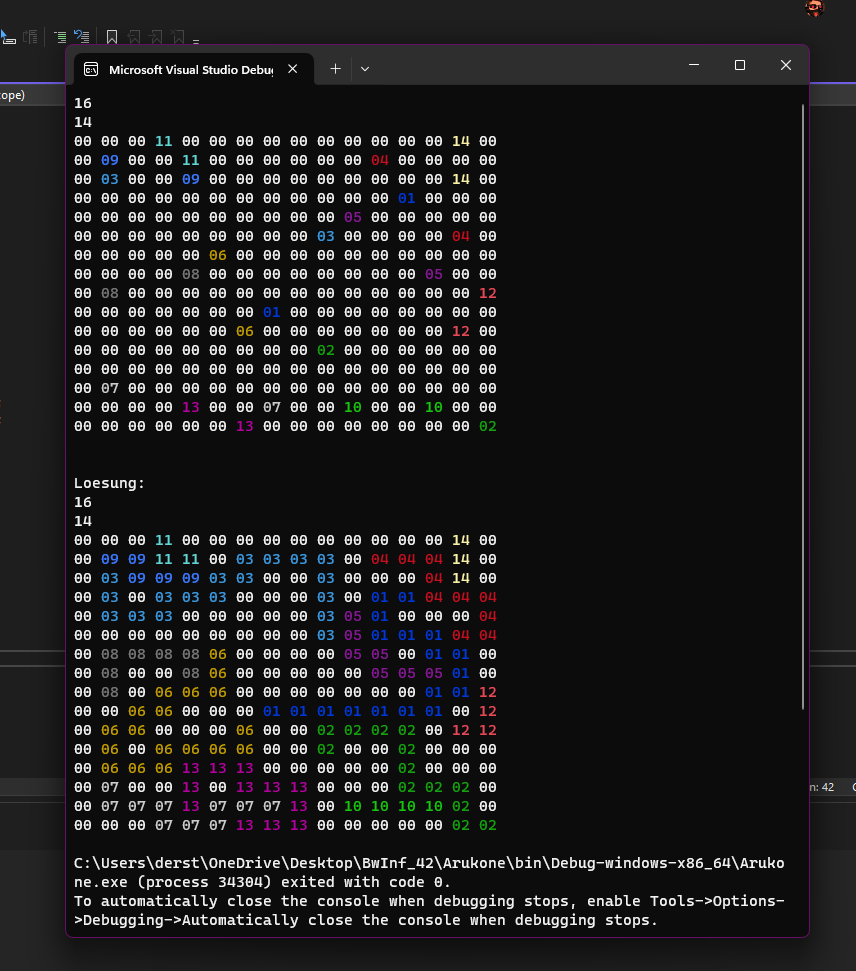 ope)
Microsoft Visual Studio Debug
16
14
00 00 00 11 00 00 00 00 00 00 00 00 00 00 14 00
00 09 00 00 11 00 00 00 00 00 00 04 00 00 00 00
00 03 00 00 09 00 00 00 00 00 00 00 00 00 14 00
00 00 00 00 00 00 00 00 00 00 00 00 01 00 00 00
00 00 00 00 00 00 00 00 00 00 05 00 00 00 00 00
00 00 00 00 00 00 00 00 00 03 00 00 00 00 04 00
00 00 00 00 00 06 00 00 00 00 00 00 00 00 00 00
00 00 00 00 08 00 00 00 00 00 00 00 00 05 00 00
00 08 00 00 00 00 00 00 00 00 00 00 00 00 00 12
00 00 00 00 00 00 00 01 00 00 00 00 00 00 00 00
00 00 00 00 00 00 06 00 00 00 00 00 00 00 12 00
00 00 00 00 00 00 00 00 00 02 00 00 00 00 00 00
00 00 00 00 00 00 00 00 00 00 00 00 00 00 00 00
00 07 00 00 00 00 00 00 00 00 00 00 00 00 00 00
00 00 00 00 13 00 00 07 00 00 10 00 00 10 00 00
00 00 00 00 00 00 13 00 00 00 00 00 00 00 00 02
Loesung:
16
14
00 00 00 11 00 00 00 00 00 00 00 00 00 00 14 00
00 09 09 11 11 00 03 03 03 03 00 04 04 04 14 00
00 03 09 09 09 03 03 00 00 03 00 00 00 04 14 00
00 03 00 03 03 03 00 00 00 03 00 01 01 04 04 04
00 03 03 03 00 00 00 00 00 03 05 01 00 00 00 04
00 00 00 00 00 00 00 00 00 03 05 01 01 01 04 04
00 08 08 08 08 06 00 00 00 00 05 05 00 01 01 00
00 08 00 00 08 06 00 00 00 00 00 05 05 05 01 00
00 08 00 06 06 06 00 00 00 00 00 00 00 01 01 12
00 00 06 06 00 00 00 01 01 01 01 01 01 01 00 12
00 06 06 00 00 00 06 00 00 02 02 02 02 00 12 12
00 06 00 06 06 06 06 00 00 02 00 00 02 00 00 00
00 06 06 06 13 13 13 00 00 00 00 00 02 00 00 00
00 07 00 00 13 00 13 13 13 00 00 00 02 02 02 00
00 07 07 07 13 07 07 07 13 00 10 10 10 10 02 00
00 00 00 07 07 07 13 13 13 00 00 00 00 00 02 02
n: 42
C:\Users\derst\OneDrive\Desktop\BwInf_42\Arukone\bin\Debug-windows-x86_64\Aruko
ne.exe (process 34304) exited with code 0.
To automatically close the console when debugging stops, enable Tools->Options-
>Debugging->Automatically close the console when debugging stops.